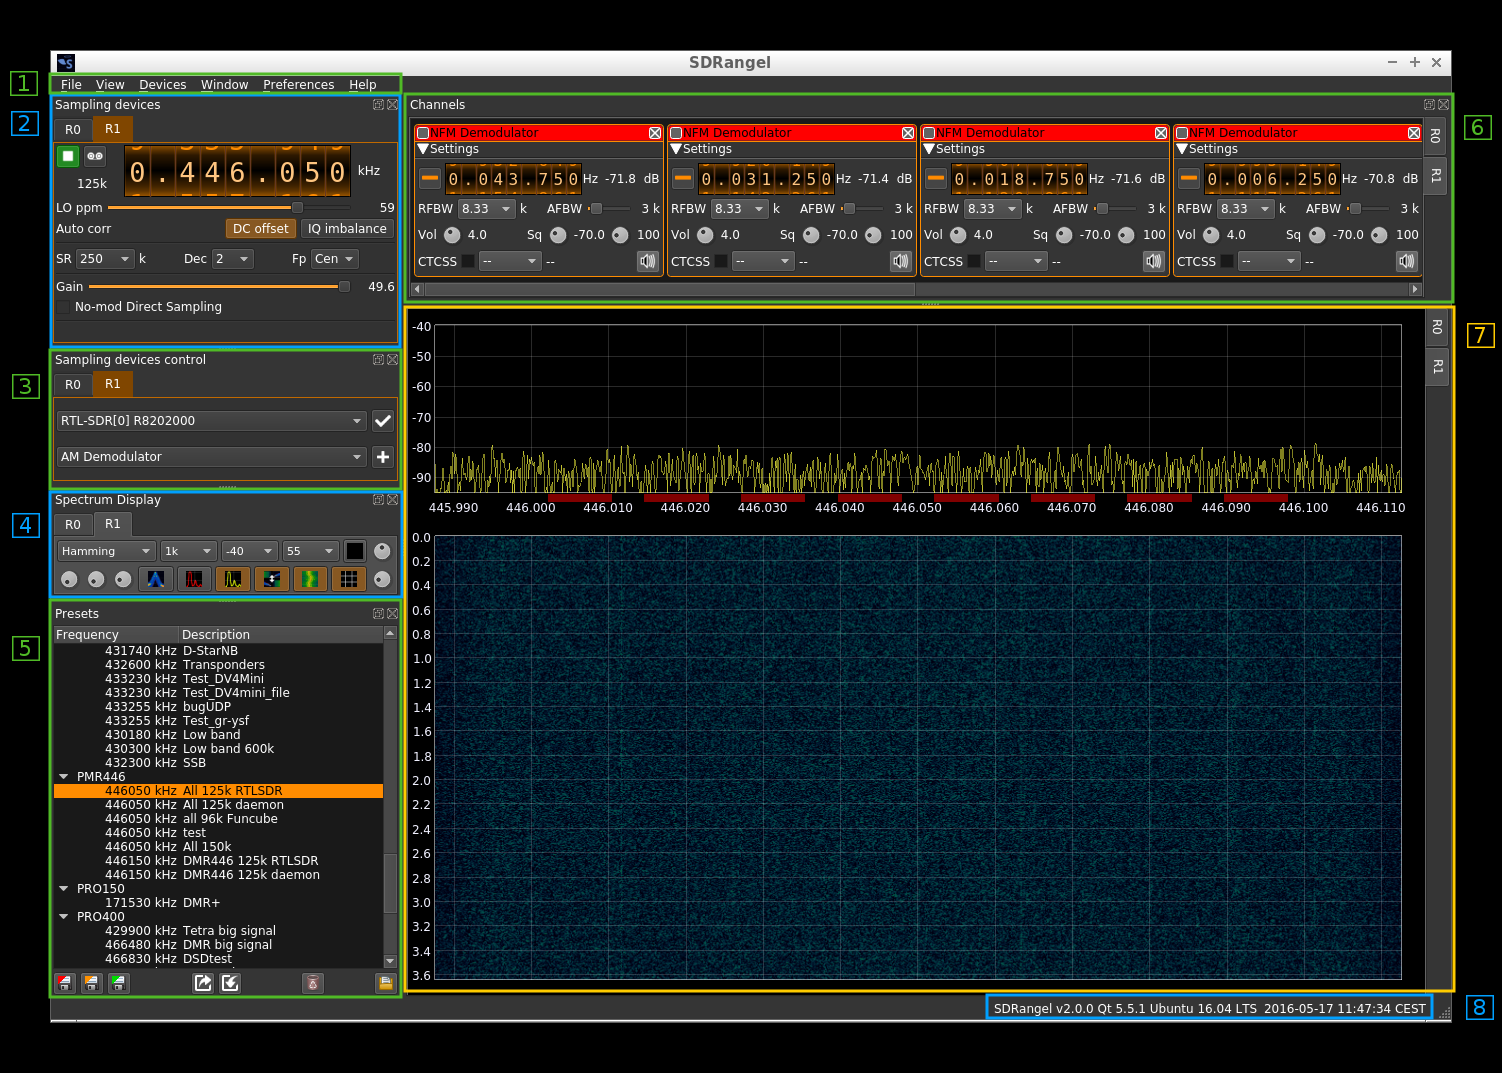 SDRangel
1
File View Devices Window Preferences Help
2
Sampling devices
R0 R1
0.446.050 kHz
125k
LO ppm 59
Auto corr DC offset IQ imbalance
SR 250 k Dec 2 Fp Cen
Gain 49.6
No-mod Direct Sampling
3
Sampling devices control
R0 R1
RTL-SDR[0] R8202000
AM Demodulator
4
Spectrum Display
R0 R1
Hamming 1k -40 55
5
Presets
Frequency Description
431740 kHz D-StarNB
432600 kHz Transponders
433230 kHz Test_DV4Mini
433230 kHz Test_DV4mini_file
433255 kHz bugUDP
433255 kHz Test_gr-ysf
430180 kHz Low band
430300 kHz Low band 600k
432300 kHz SSB
PMR446
446050 kHz All 125k RTLSDR
446050 kHz All 125k daemon
446050 kHz all 96k Funcube
446050 kHz test
446050 kHz All 150k
446150 kHz DMR446 125k RTLSDR
446150 kHz DMR446 125k daemon
PRO150
171530 kHz DMR+
PRO400
429900 kHz Tetra big signal
466480 kHz DMR big signal
466830 kHz DSDtest
6
Channels
R0
R1
NFM Demodulator
Settings
-0.043.750 Hz -71.8 dB
RFBW 8.33 k AFBW 3 k
Vol 4.0 Sq -70.0 100
CTCSS -- --
NFM Demodulator
Settings
-0.031.250 Hz -71.4 dB
RFBW 8.33 k AFBW 3 k
Vol 4.0 Sq -70.0 100
CTCSS -- --
NFM Demodulator
Settings
-0.018.750 Hz -71.6 dB
RFBW 8.33 k AFBW 3 k
Vol 4.0 Sq -70.0 100
CTCSS -- --
NFM Demodulator
Settings
-0.006.250 Hz -70.8 dB
RFBW 8.33 k AFBW 3 k
Vol 4.0 Sq -70.0 100
CTCSS -- --
7
R0
R1
-40
-50
-60
-70
-80
-90
445.990 446.000 446.010 446.020 446.030 446.040 446.050 446.060 446.070 446.080 446.090 446.100 446.110
0.0
0.2
0.4
0.6
0.8
1.0
1.2
1.4
1.6
1.8
2.0
2.2
2.4
2.6
2.8
3.0
3.2
3.4
3.6
8
SDRangel v2.0.0 Qt 5.5.1 Ubuntu 16.04 LTS 2016-05-17 11:47:34 CEST